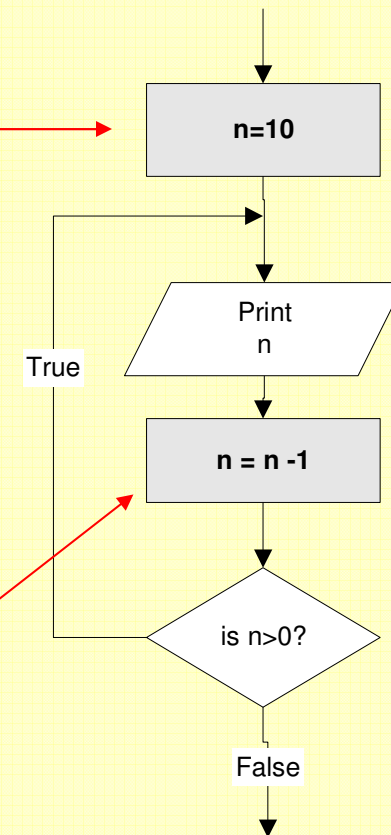 n=10
Print
n
True
n = n -1
is n>0?
False